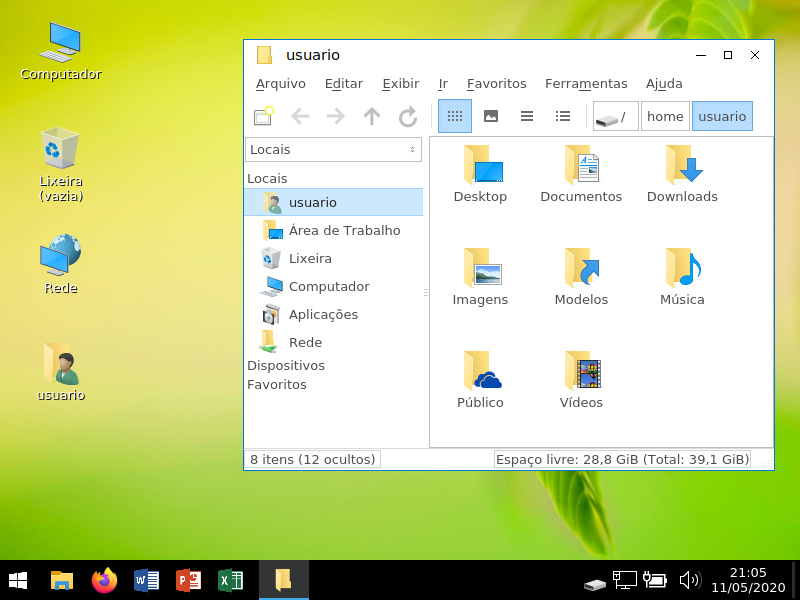 Computador
Lixeira
(vazia)
Rede
usuario
usuario
Arquivo Editar Exibir Ir Favoritos Ferramentas Ajuda
/ home usuario
Locais
Locais
usuario
Área de Trabalho
Lixeira
Computador
Aplicações
Rede
Dispositivos
Favoritos
Desktop Documentos Downloads
Imagens Modelos Música
Público Vídeos
8 itens (12 ocultos) Espaço livre: 28,8 GiB (Total: 39,1 GiB)
21:05
11/05/2020